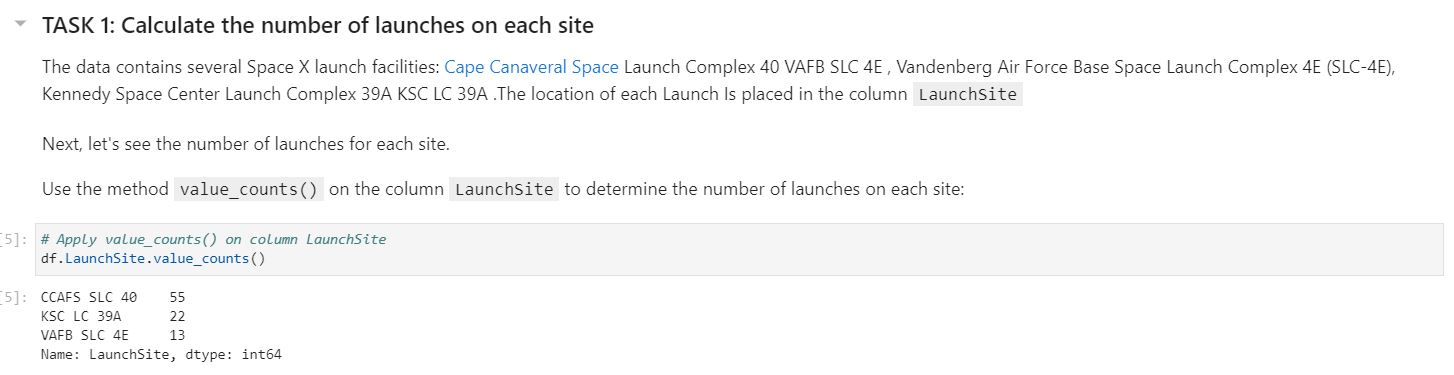 TASK 1: Calculate the number of launches on each site
The data contains several Space X launch facilities: Cape Canaveral Space Launch Complex 40 VAFB SLC 4E , Vandenberg Air Force Base Space Launch Complex 4E (SLC-4E),
Kennedy Space Center Launch Complex 39A KSC LC 39A .The location of each Launch Is placed in the column LaunchSite
Next, let's see the number of launches for each site.
Use the method value_counts() on the column LaunchSite to determine the number of launches on each site:
[5]: # Apply value_counts() on column LaunchSite
df.LaunchSite.value_counts()
[5]: CCAFS SLC 40    55
KSC LC 39A      22
VAFB SLC 4E     13
Name: LaunchSite, dtype: int64